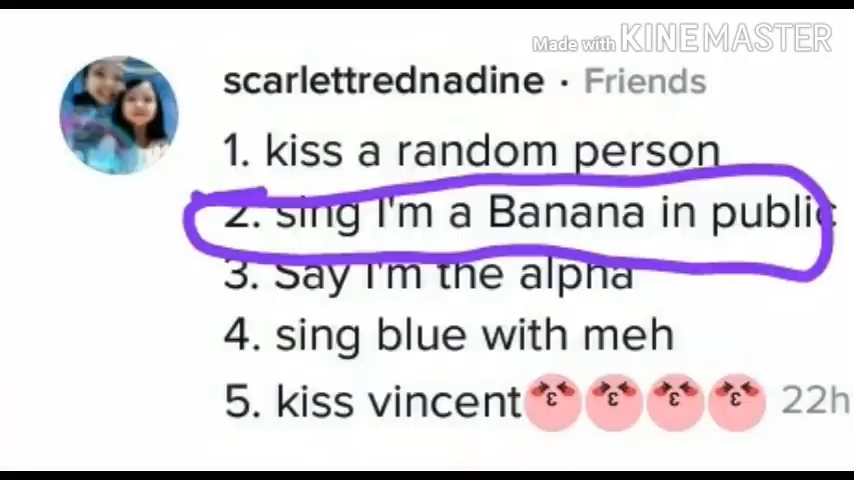 Made with KINEMASTER
scarlettrednadine · Friends
1. kiss a random person
2. sing I'm a Banana in public
3. Say I'm the alpha
4. sing blue with meh
5. kiss vincent 22h